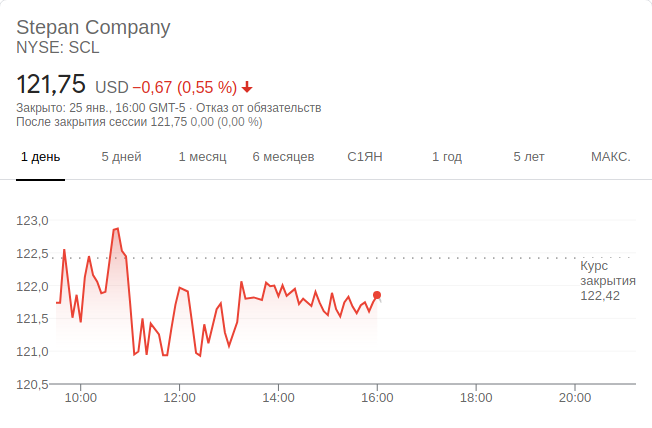 Stepan Company
NYSE: SCL
121,75 USD −0,67 (0,55 %)
Закрыто: 25 янв., 16:00 GMT-5 · Отказ от обязательств
После закрытия сессии 121,75 0,00 (0,00 %)
1 день 5 дней 1 месяц 6 месяцев С1ЯН 1 год 5 лет МАКС.
123,0
122,5
Курс
закрытия
122,42
122,0
121,5
121,0
120,5
10:00 12:00 14:00 16:00 18:00 20:00